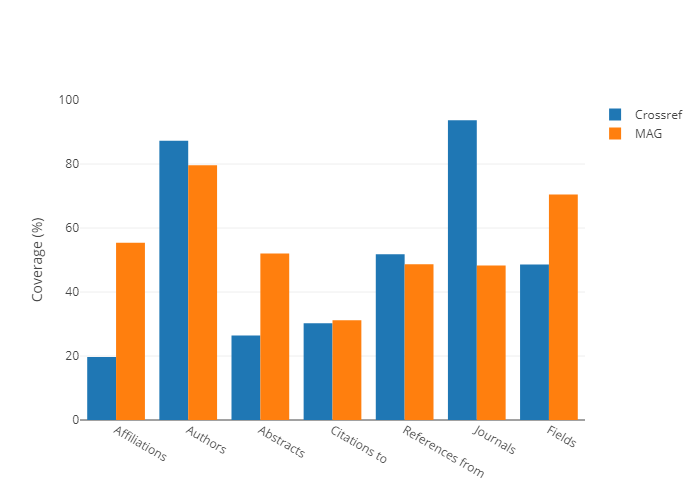 100
80
60
40
20
0
Coverage (%)
Affiliations
Authors
Abstracts
Citations to
References from
Journals
Fields
Crossref
MAG